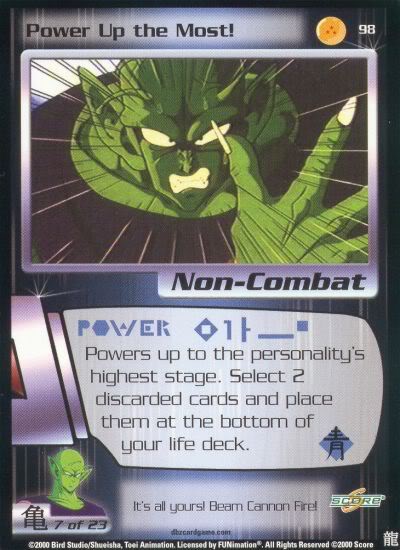 Power Up the Most!
98
Non-Combat
POWER
Powers up to the personality's
highest stage. Select 2
discarded cards and place
them at the bottom of
your life deck.
青
It's all yours! Beam Cannon Fire!
SCORE
亀
7 of 23
dbzcardgame.com
龍
©2000 Bird Studio/Shueisha, Toei Animation. Licensed by FUNimation®. All Rights Reserved ©2000 Score